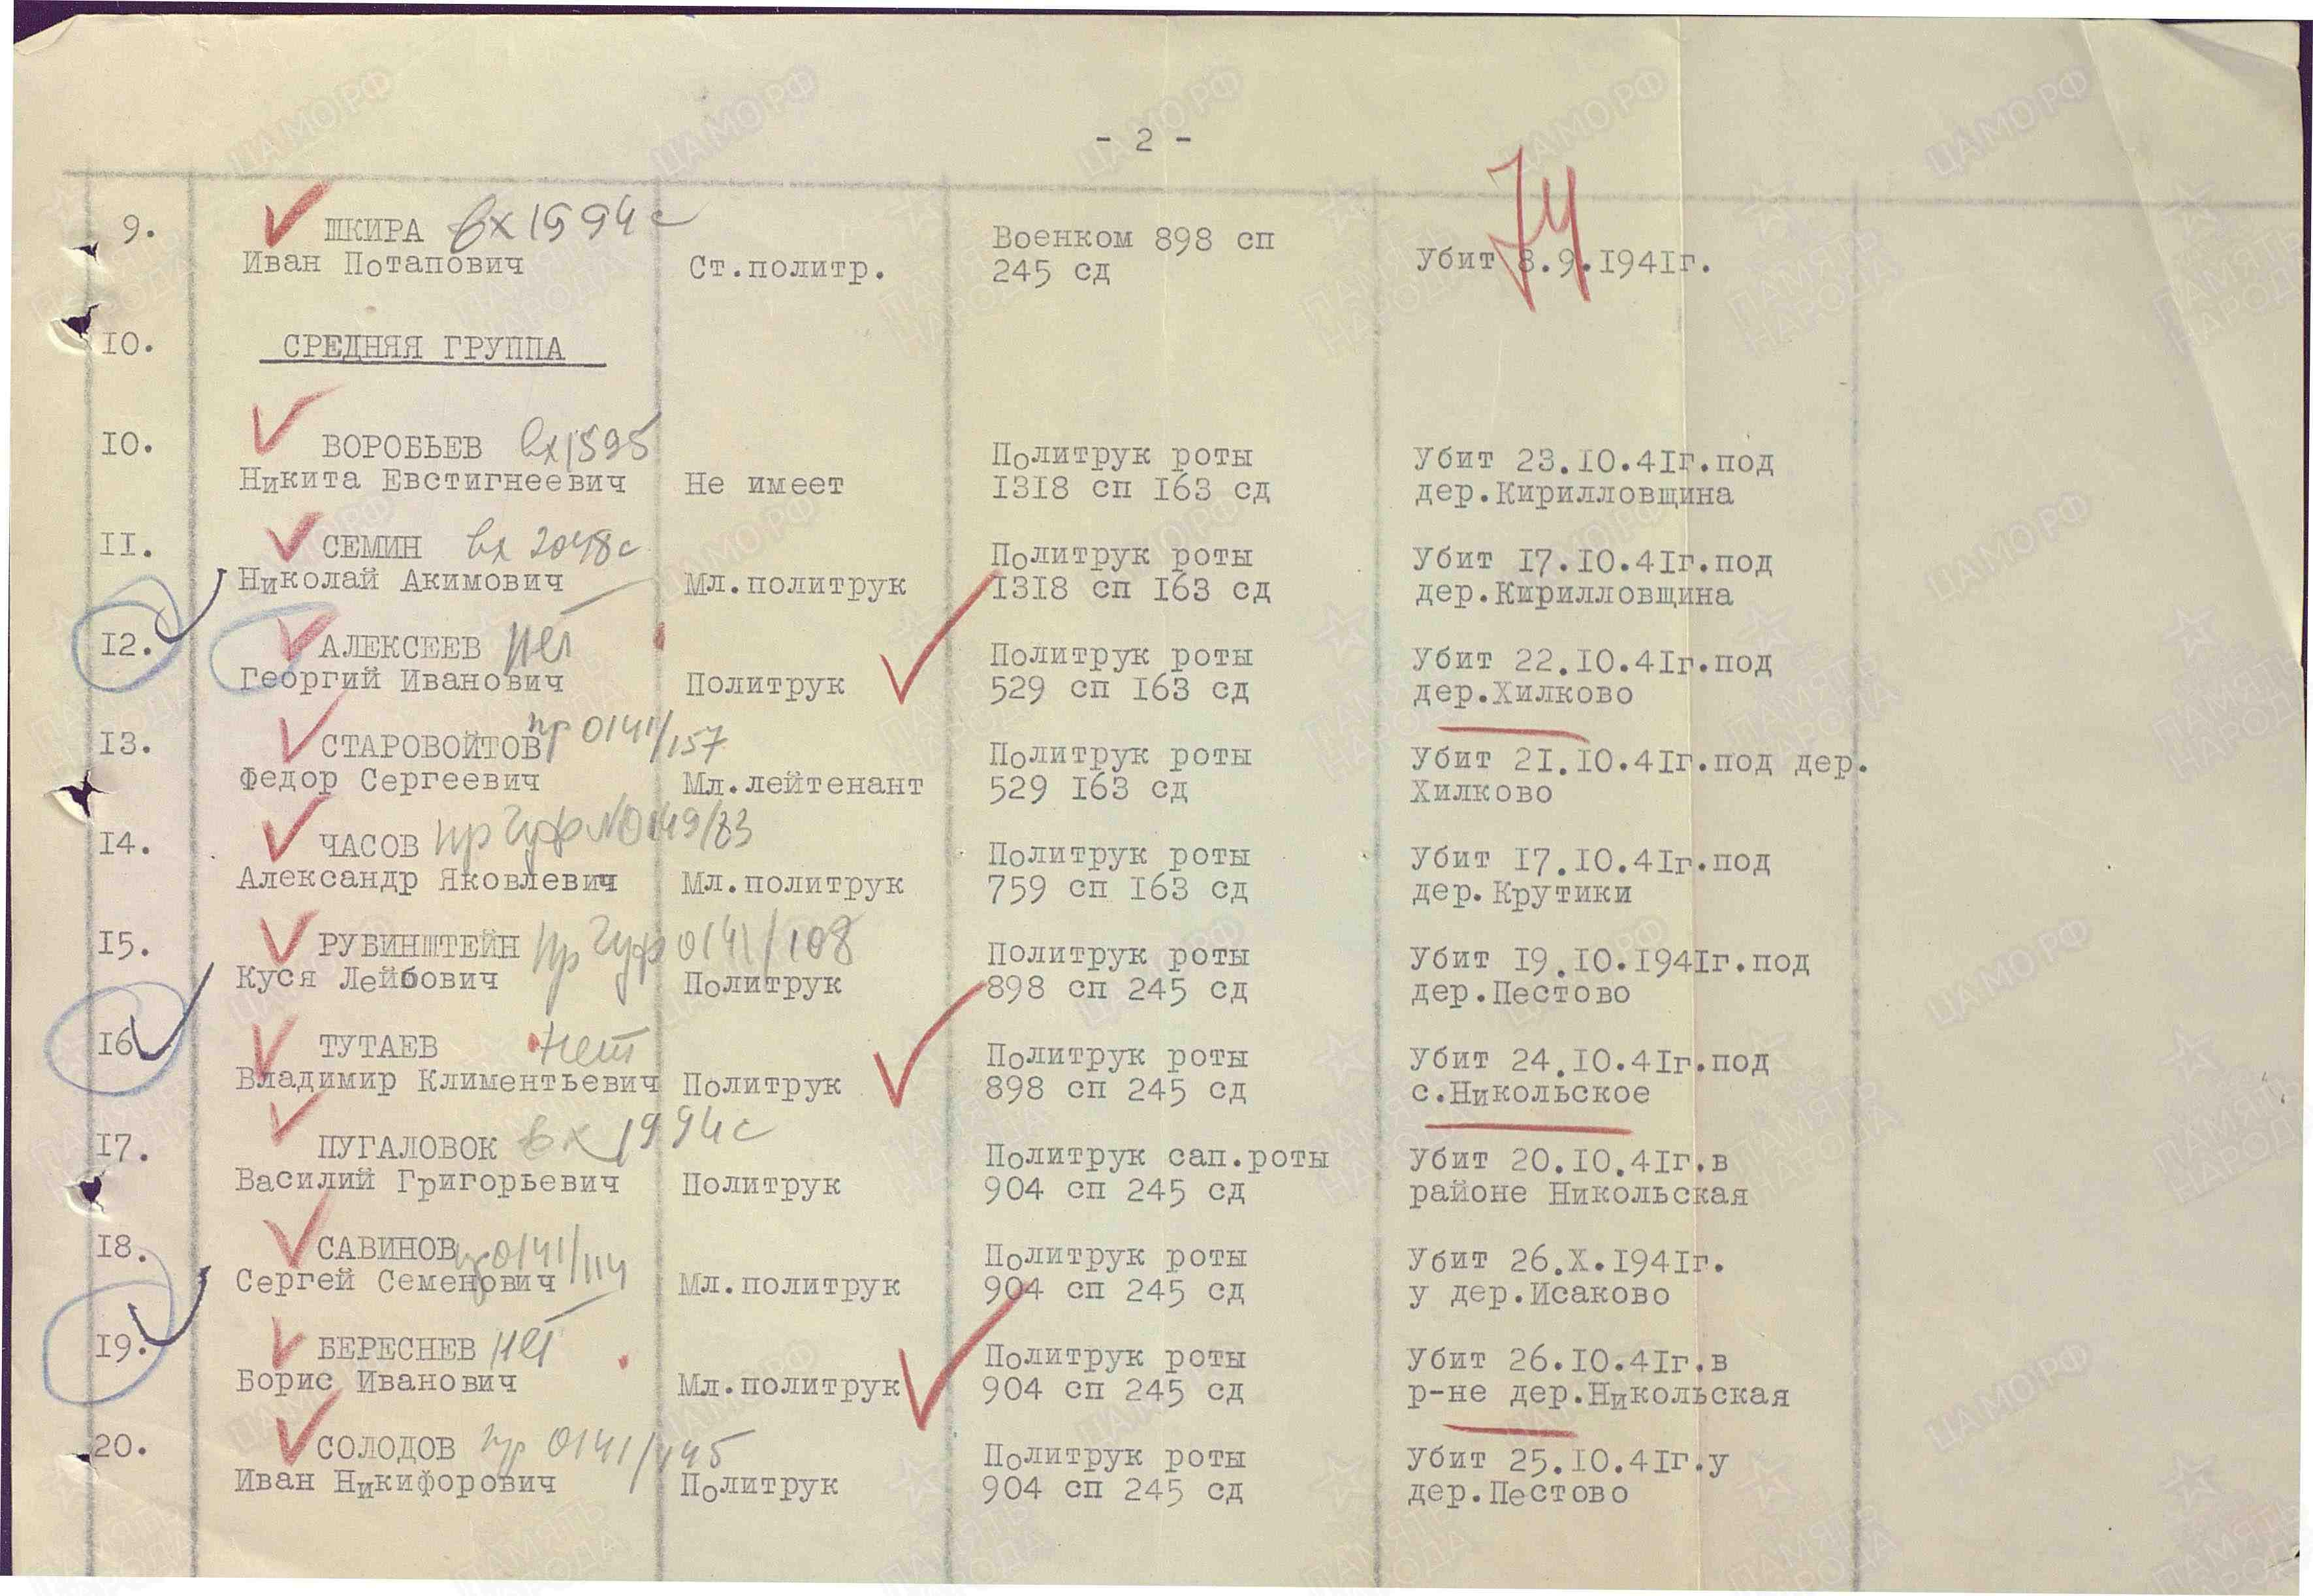 - 2 -
74
9. ШКИРА вх 1594с
Иван Потапович Ст.политр. Военком 898 сп 245 сд Убит 8.9.1941г.
10. СРЕДНЯЯ ГРУППА
10. ВОРОБЬЕВ вх 1595
Никита Евстигнеевич Не имеет Политрук роты 1318 сп 163 сд Убит 23.10.41г.под дер.Кирилловщина
11. СЕМИН вх 2048с
Николай Акимович Мл.политрук Политрук роты 1318 сп 163 сд Убит 17.10.41г.под дер.Кирилловщина
12. АЛЕКСЕЕВ нет
Георгий Иванович Политрук Политрук роты 529 сп 163 сд Убит 22.10.41г.под дер.Хилково
13. СТАРОВОЙТОВ пр 0141/157
Федор Сергеевич Мл.лейтенант Политрук роты 529 163 сд Убит 21.10.41г.под дер. Хилково
14. ЧАСОВ пр Гуф №0149/83
Александр Яковлевич Мл.политрук Политрук роты 759 сп 163 сд Убит 17.10.41г.под дер.Крутики
15. РУБИНШТЕЙН пр Гуф 0141/108
Куся Лейбович Политрук Политрук роты 898 сп 245 сд Убит 19.10.1941г.под дер.Пестово
16 ТУТАЕВ нет
Владимир Климентьевич Политрук Политрук роты 898 сп 245 сд Убит 24.10.41г.под с.Никольское
17. ПУГАЛОВОК вх 1994с
Василий Григорьевич Политрук Политрук сап.роты 904 сп 245 сд Убит 20.10.41г.в районе Никольская
18. САВИНОВ пр 0141/114
Сергей Семенович Мл.политрук Политрук роты 904 сп 245 сд Убит 26.X.1941г. у дер.Исаково
19. БЕРЕСНЕВ нет
Борис Иванович Мл.политрук Политрук роты 904 сп 245 сд Убит 26.10.41г.в р-не дер.Никольская
20. СОЛОДОВ пр 0141/445
Иван Никифорович Политрук Политрук роты 904 сп 245 сд Убит 25.10.41г.у дер.Пестово